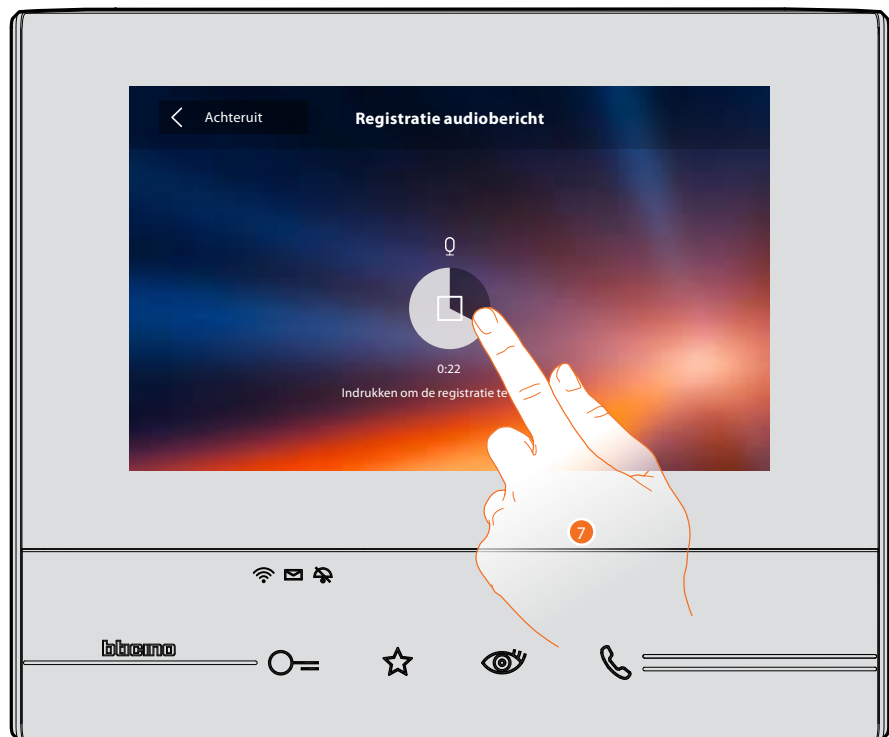 Achteruit
Registratie audiobericht
0:22
Indrukken om de registratie te
7
bticino